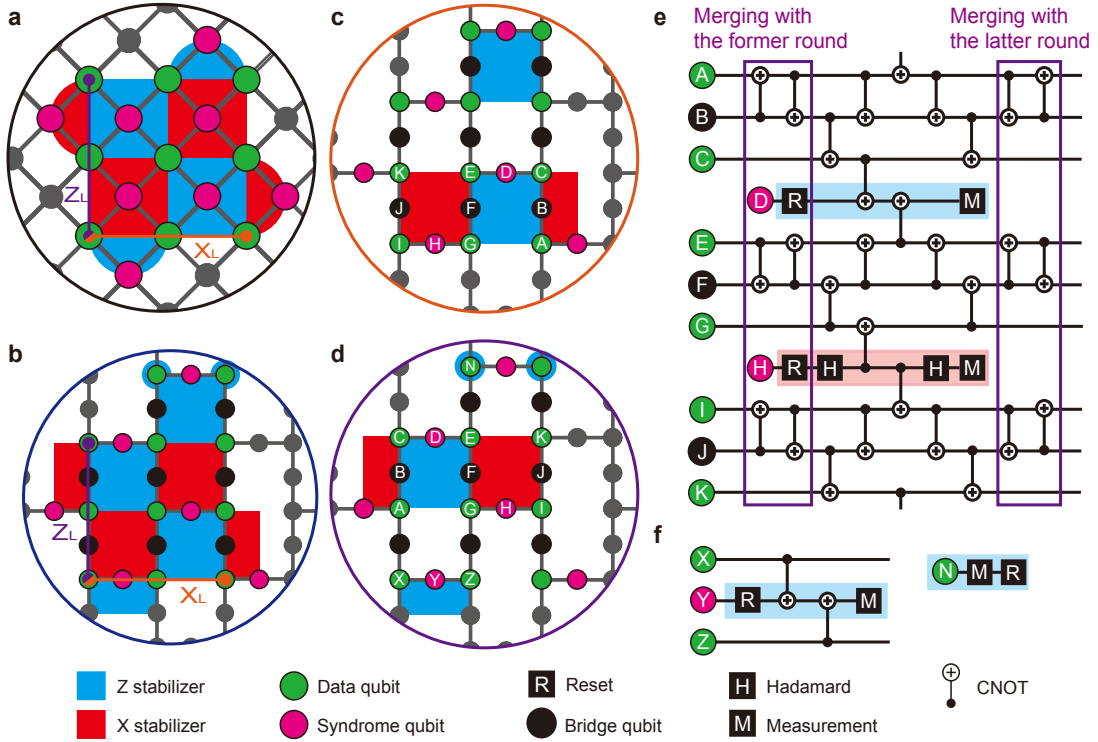 a
Z_L
X_L
b
Z_L
X_L
c
K
E
D
C
J
F
B
I
H
G
A
d
N
C
D
E
K
B
F
J
A
G
H
I
X
Y
Z
e
Merging with
the former round
Merging with
the latter round
A
B
C
D R M
E
F
G
H R H H M
I
J
K
f
X
Y R M
Z
N M R
Z stabilizer
Data qubit
R Reset
H Hadamard
CNOT
X stabilizer
Syndrome qubit
Bridge qubit
M Measurement